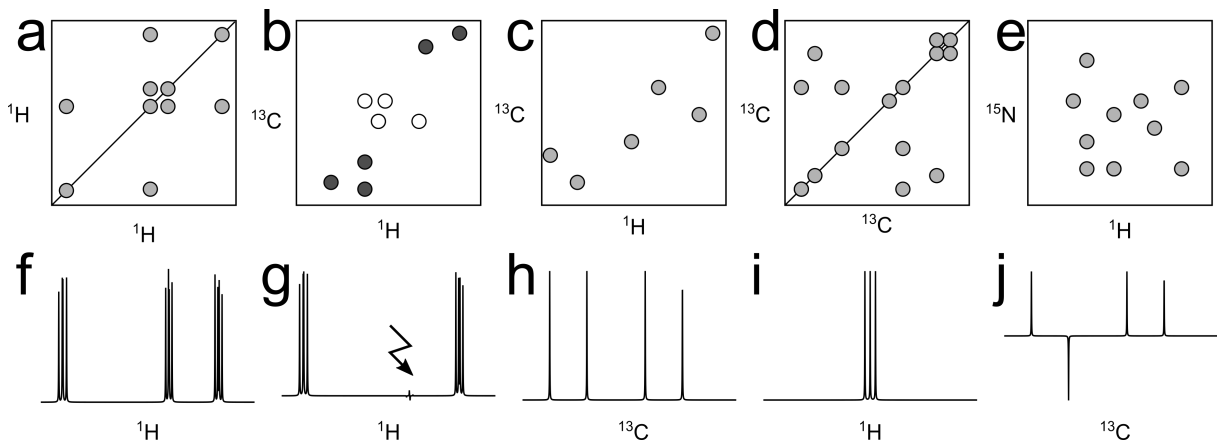 a b c d e
¹H ¹³C ¹³C ¹³C ¹⁵N
¹H ¹H ¹H ¹³C ¹H
f g h i j
¹H ¹H ¹³C ¹H ¹³C